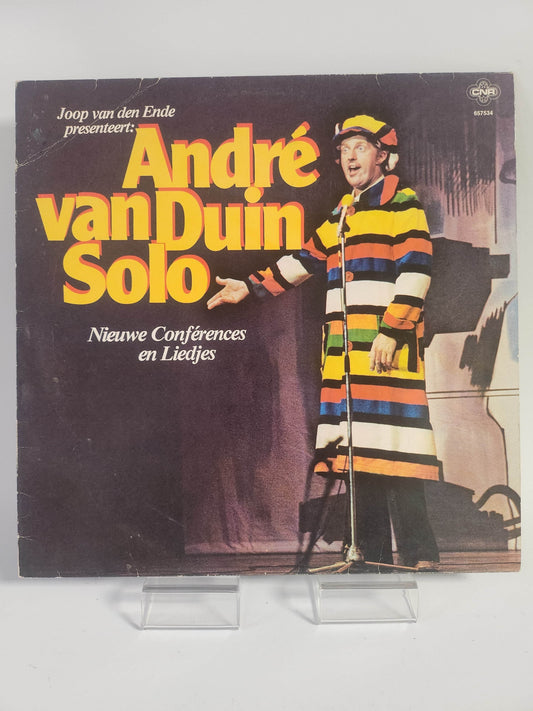 Joop van den Ende
presenteert:
CNR
657534
André
van Duin
Solo
Nieuwe Conférences
en Liedjes